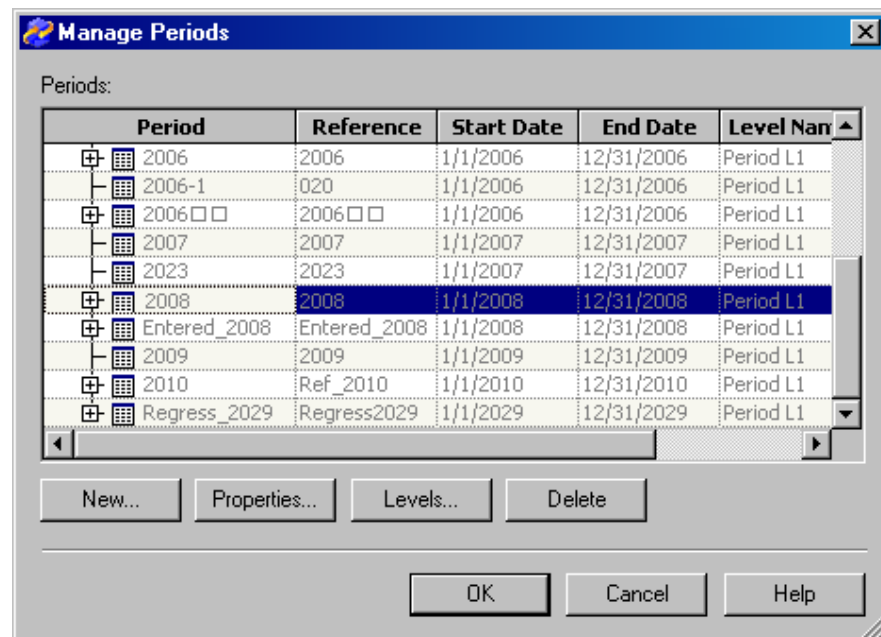 Manage Periods
Periods:
Period Reference Start Date End Date Level Nam
2006 2006 1/1/2006 12/31/2006 Period L1
2006-1 020 1/1/2006 12/31/2006 Period L1
2006□□ 2006□□ 1/1/2006 12/31/2006 Period L1
2007 2007 1/1/2007 12/31/2007 Period L1
2023 2023 1/1/2007 12/31/2007 Period L1
2008 2008 1/1/2008 12/31/2008 Period L1
Entered_2008 Entered_2008 1/1/2008 12/31/2008 Period L1
2009 2009 1/1/2009 12/31/2009 Period L1
2010 Ref_2010 1/1/2010 12/31/2010 Period L1
Regress_2029 Regress2029 1/1/2029 12/31/2029 Period L1
New... Properties... Levels... Delete
OK Cancel Help